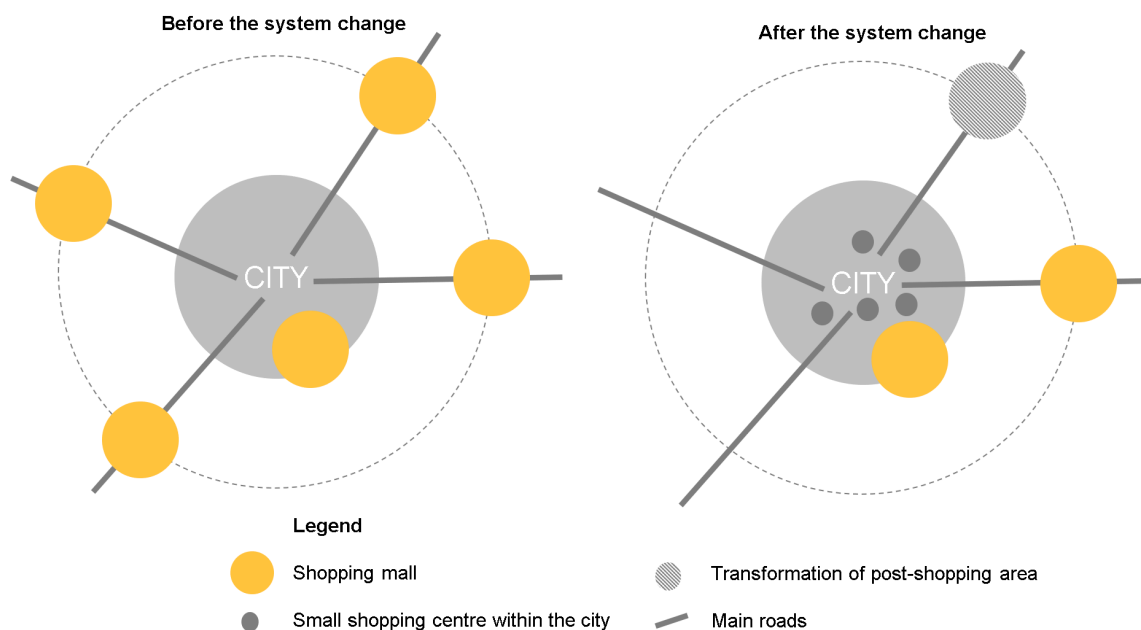 Before the system change
After the system change
CITY
CITY
Legend
Shopping mall
Transformation of post-shopping area
Small shopping centre within the city
Main roads